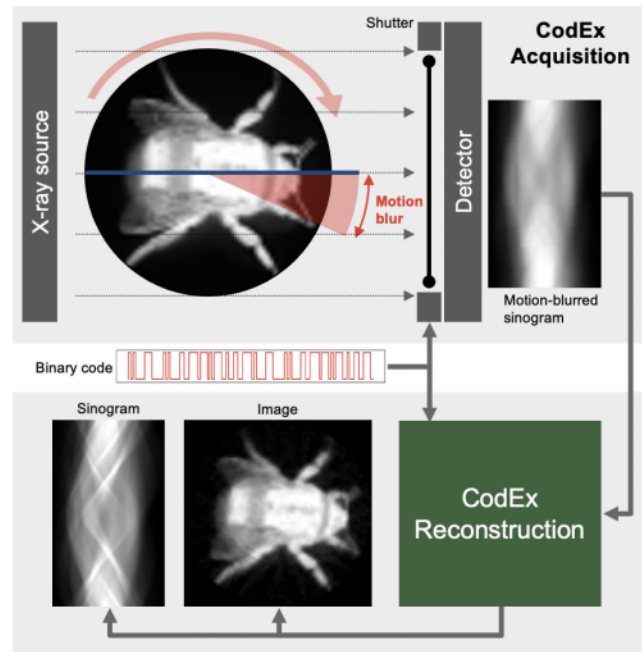 Shutter
CodEx
Acquisition
X-ray source
Motion
blur
Detector
Motion-blurred
sinogram
Binary code
Sinogram
Image
CodEx
Reconstruction